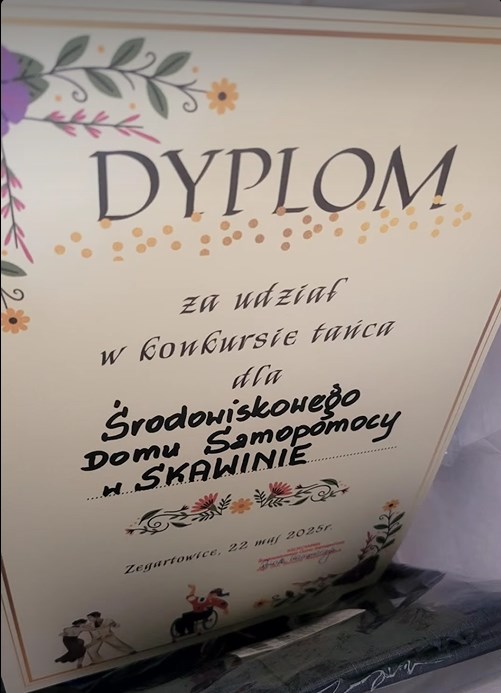 DYPLOM
za udział
w konkursie tańca
dla
Środowiskowego
Domu Samopomocy
w SKAWINIE
Zegartowice, 22 maj 2025r.